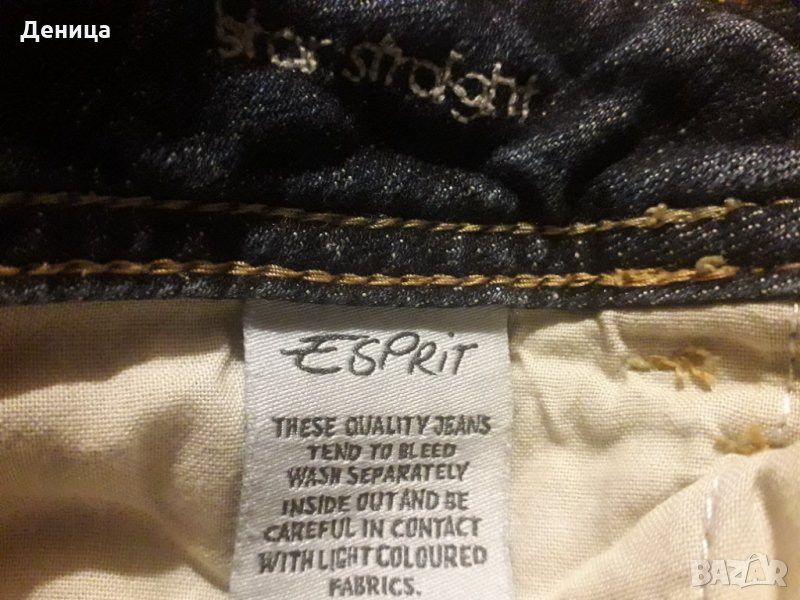 Деница
star straight
ESPRIT
THESE QUALITY JEANS
TEND TO BLEED
WASH SEPARATELY
INSIDE OUT AND BE
CAREFUL IN CONTACT
WITH LIGHT COLOURED
FABRICS.
BAZAR